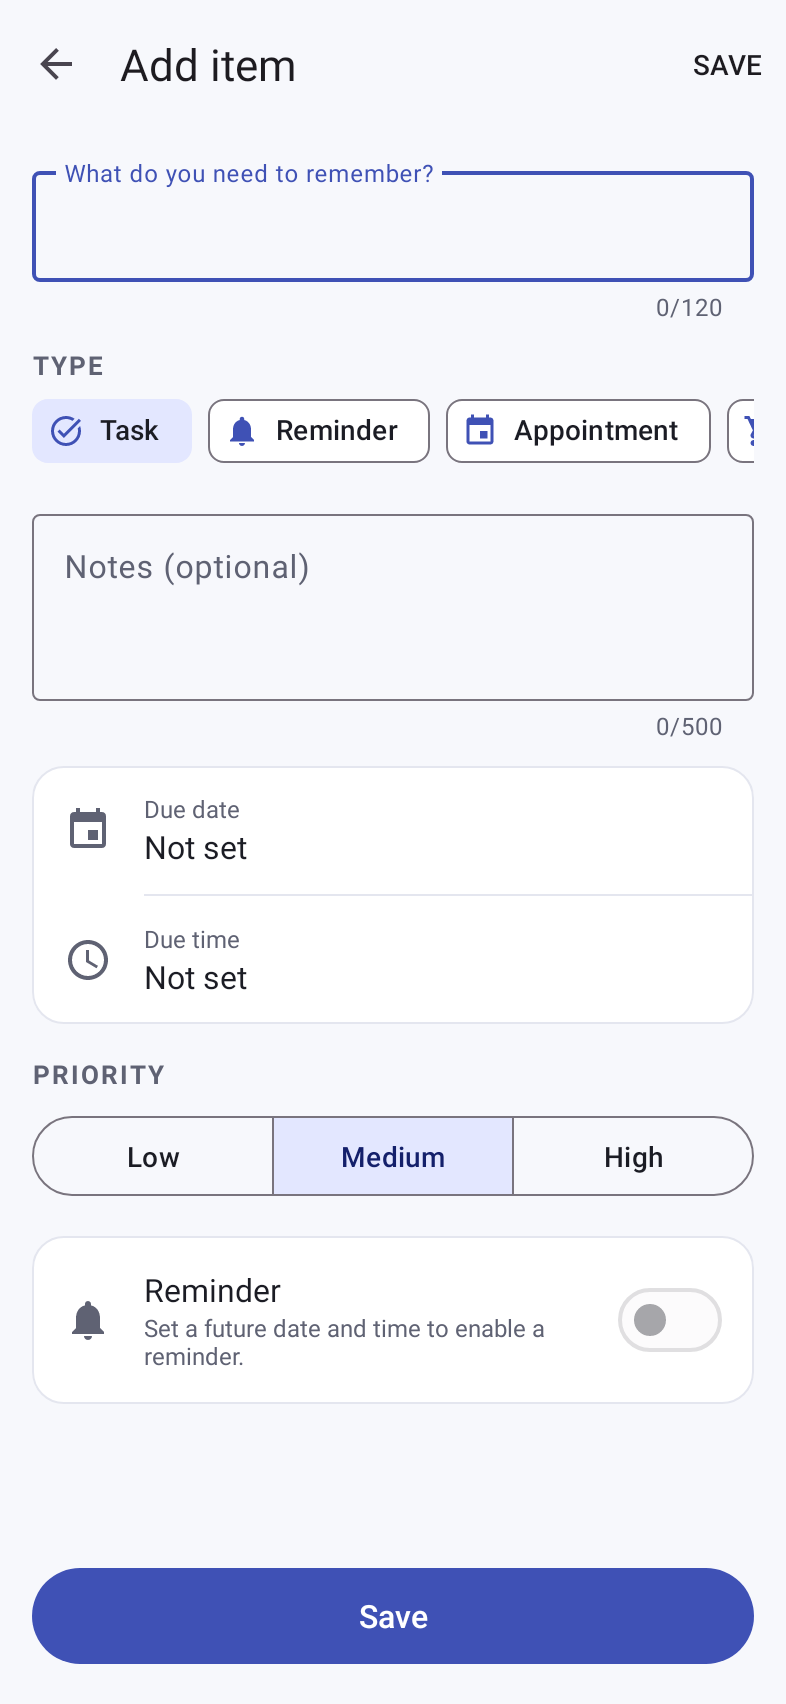 Add item
SAVE
What do you need to remember?
0/120
TYPE
Task
Reminder
Appointment
Notes (optional)
0/500
Due date
Not set
Due time
Not set
PRIORITY
Low
Medium
High
Reminder
Set a future date and time to enable a
reminder.
Save